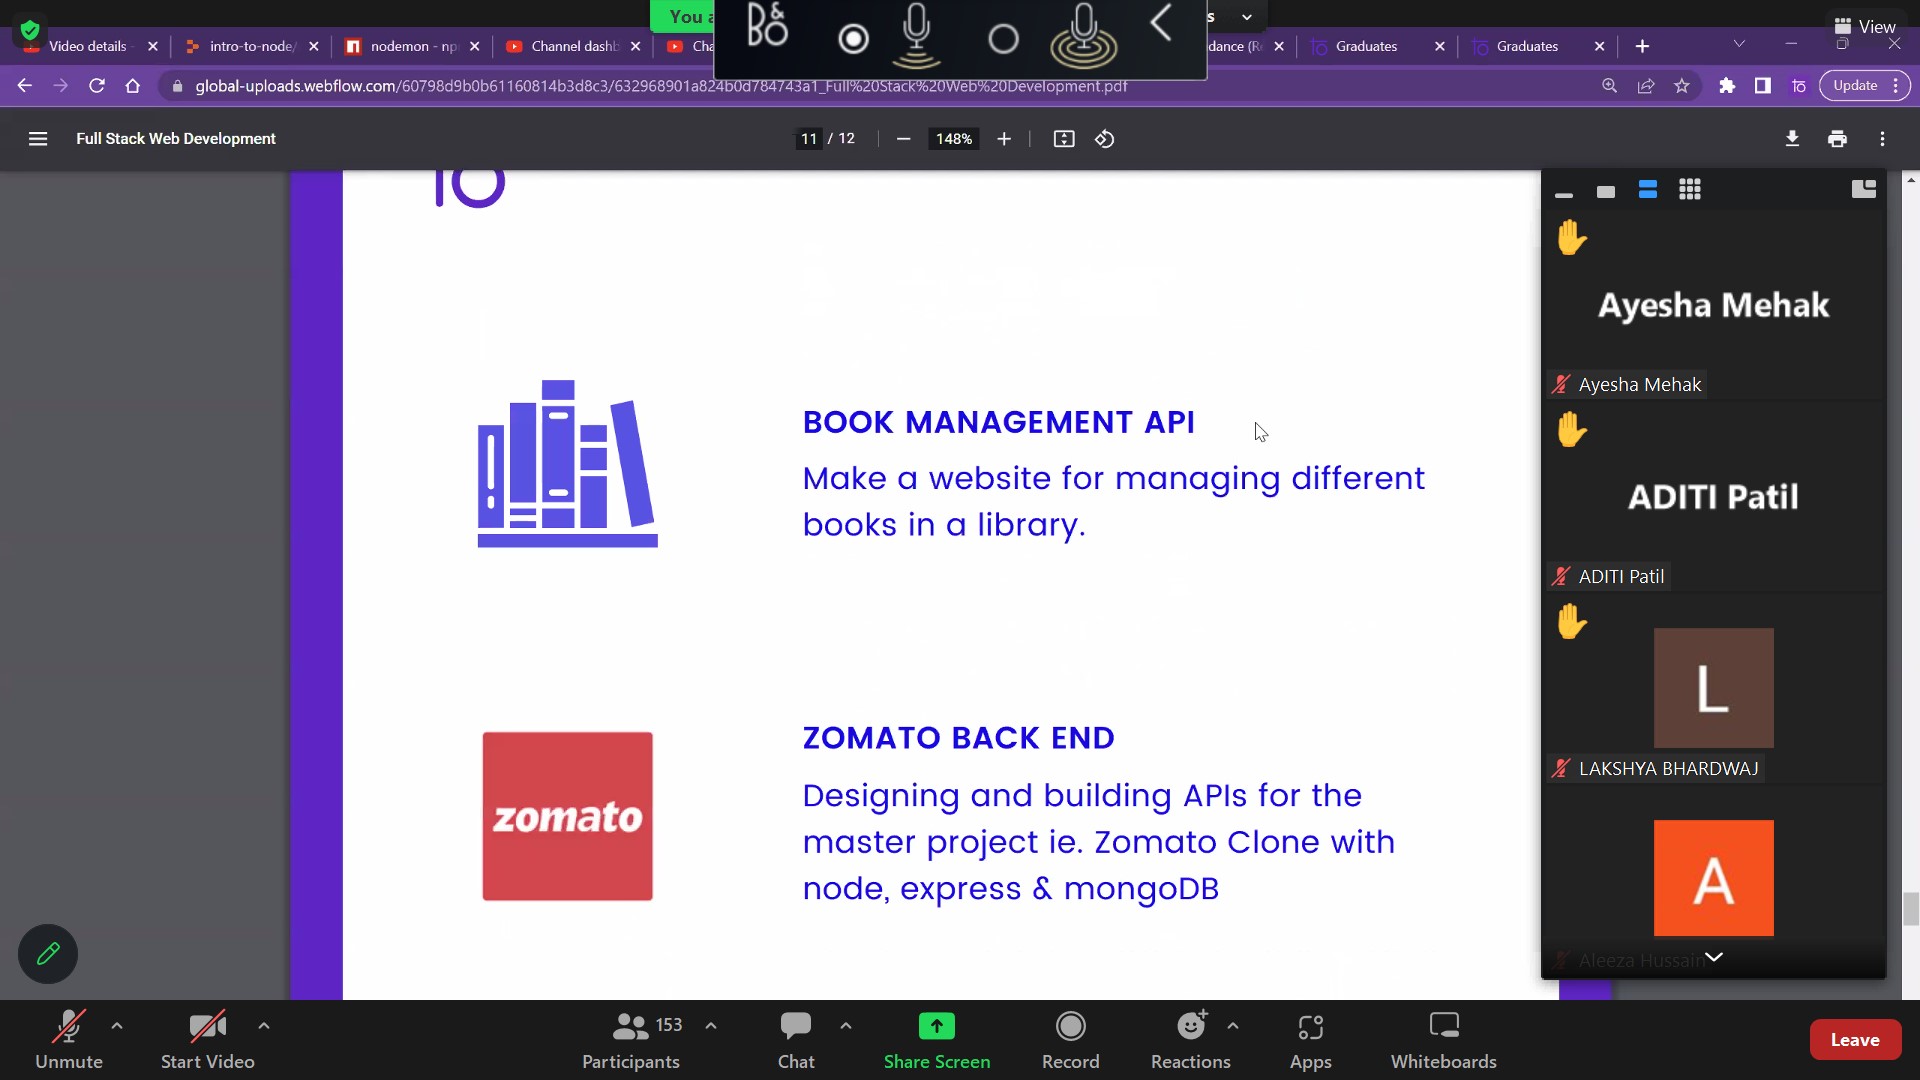 You a
B&O
s
View
Video details
intro-to-node/
nodemon - np
Channel dashb
Cha
dance (Re
Graduates
Graduates
global-uploads.webflow.com/60798d9b0b61160814b3d8c3/632968901a824b0d784743a1_Full%20Stack%20Web%20Development.pdf
Update
Full Stack Web Development
11 / 12
148%
BOOK MANAGEMENT API
Make a website for managing different
books in a library.
zomato
ZOMATO BACK END
Designing and building APIs for the
master project ie. Zomato Clone with
node, express & mongoDB
Ayesha Mehak
Ayesha Mehak
ADITI Patil
ADITI Patil
L
LAKSHYA BHARDWAJ
A
Aleeza Hussain
Unmute
Start Video
153
Participants
Chat
Share Screen
Record
Reactions
Apps
Whiteboards
Leave